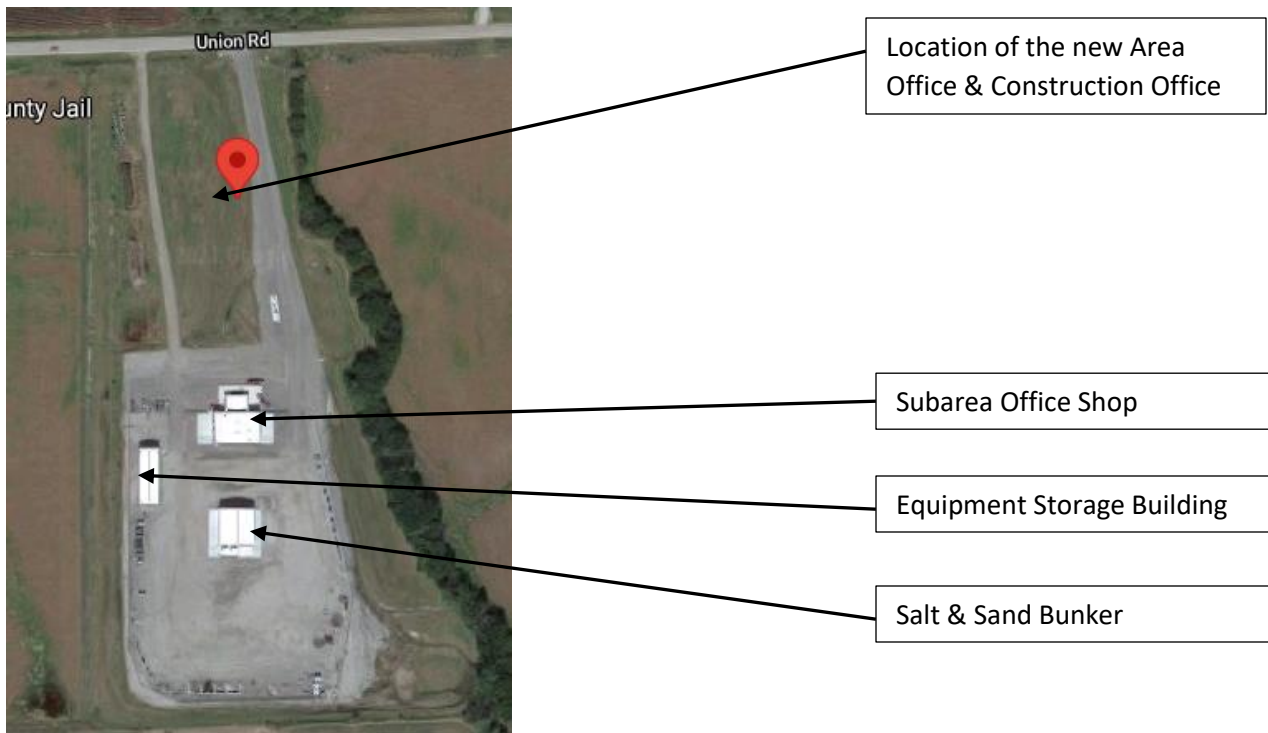 Union Rd
unty Jail
Location of the new Area
Office & Construction Office
Subarea Office Shop
Equipment Storage Building
Salt & Sand Bunker